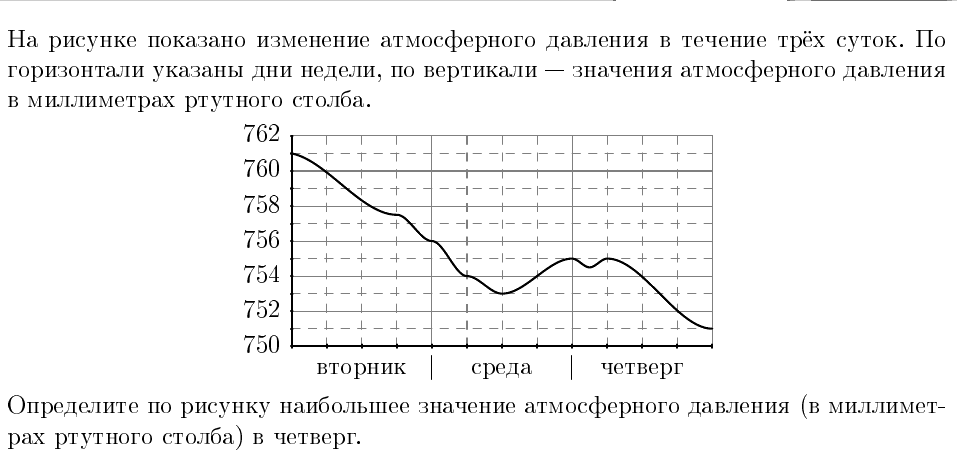 На рисунке показано изменение атмосферного давления в течение трёх суток. По
горизонтали указаны дни недели, по вертикали — значения атмосферного давления
в миллиметрах ртутного столба.
762
760
758
756
754
752
750
вторник среда четверг
Определите по рисунку наибольшее значение атмосферного давления (в миллимет-
рах ртутного столба) в четверг.